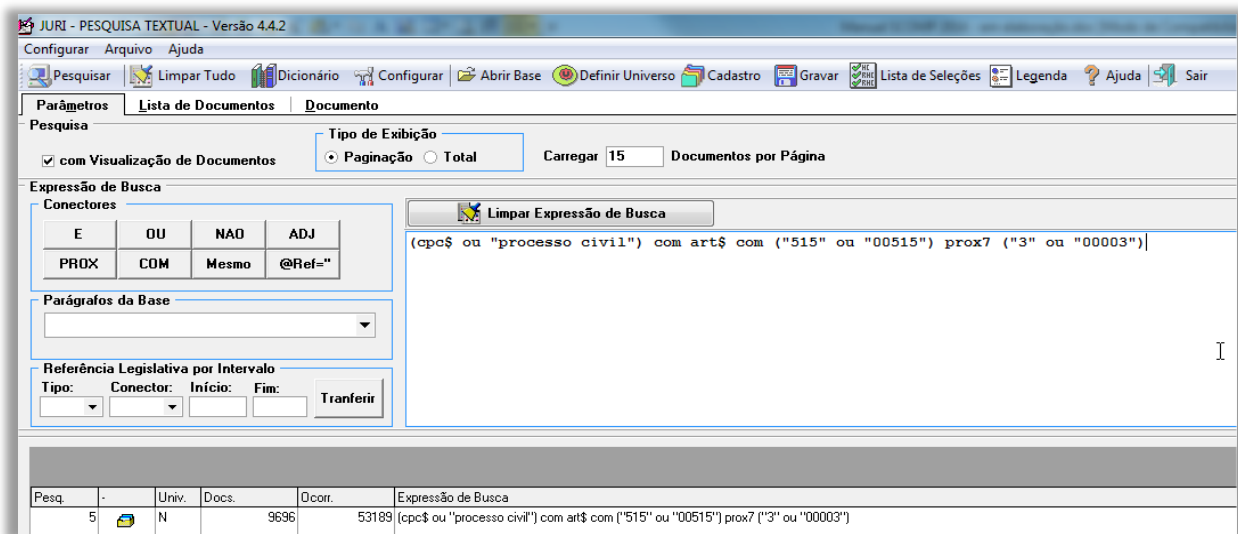 JURI - PESQUISA TEXTUAL - Versão 4.4.2
Configurar Arquivo Ajuda
Pesquisar Limpar Tudo Dicionário Configurar Abrir Base Definir Universo Cadastro Gravar Lista de Seleções Legenda Ajuda Sair
Parâmetros Lista de Documentos Documento
Pesquisa
Tipo de Exibição
com Visualização de Documentos Paginação Total Carregar 15 Documentos por Página
Expressão de Busca
Conectores
Limpar Expressão de Busca
E OU NAO ADJ
(cpc$ ou "processo civil") com art$ com ("515" ou "00515") prox7 ("3" ou "00003")
PROX COM Mesmo @Ref="
Parágrafos da Base
Referência Legislativa por Intervalo
Tipo: Conector: Início: Fim:
Tranferir
Pesq. - Univ. Docs. Ocorr. Expressão de Busca
5 N 9696 53189 (cpc$ ou "processo civil") com art$ com ("515" ou "00515") prox7 ("3" ou "00003")